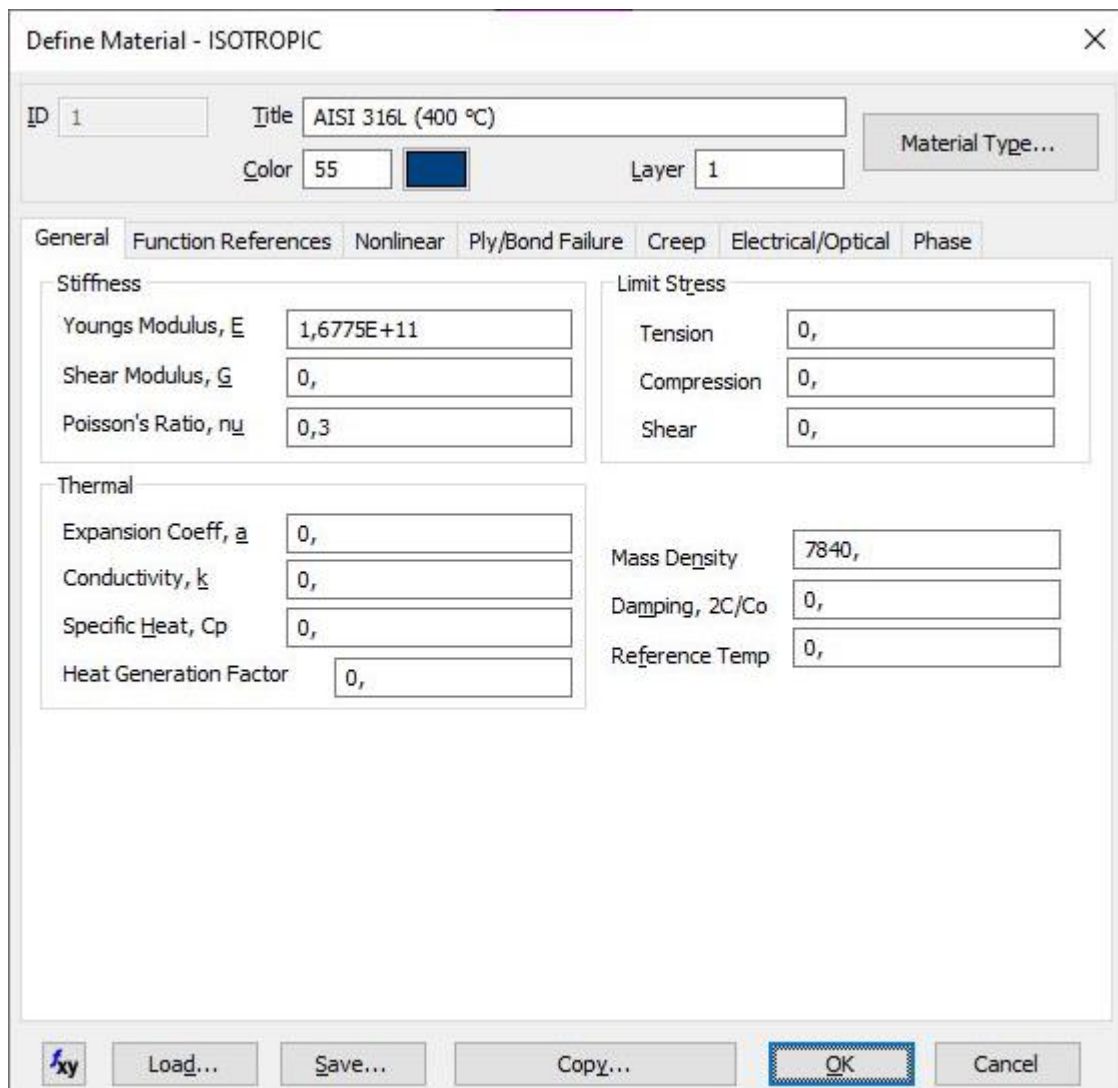 Define Material - ISOTROPIC
ID 1 Title AISI 316L (400 ºC) Material Type...
Color 55 Layer 1
General Function References Nonlinear Ply/Bond Failure Creep Electrical/Optical Phase
Stiffness
Youngs Modulus, E 1,6775E+11
Shear Modulus, G 0,
Poisson's Ratio, nu 0,3
Limit Stress
Tension 0,
Compression 0,
Shear 0,
Thermal
Expansion Coeff, a 0,
Conductivity, k 0,
Specific Heat, Cp 0,
Heat Generation Factor 0,
Mass Density 7840,
Damping, 2C/Co 0,
Reference Temp 0,
fxy Load... Save... Copy... OK Cancel